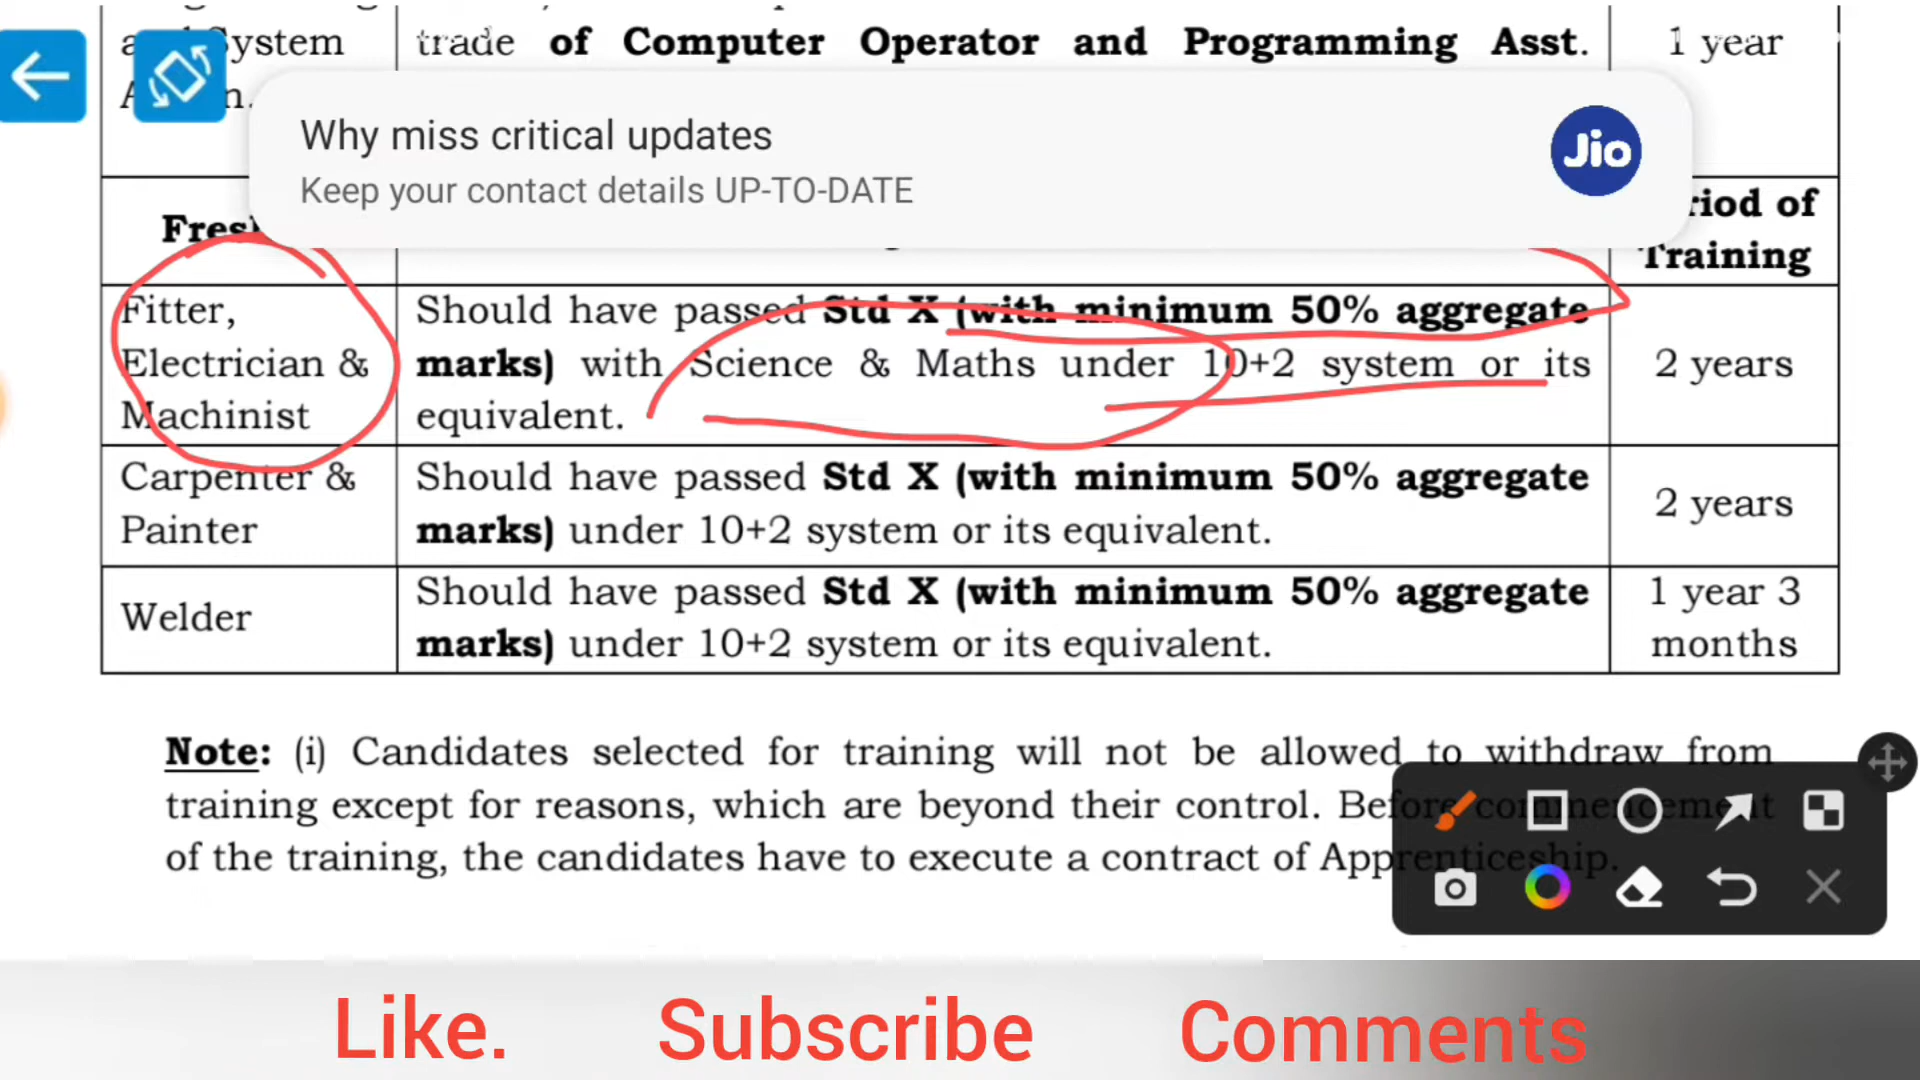 System
trade of Computer Operator and Programming Asst.
1 year
Why miss critical updates
Keep your contact details UP-TO-DATE
Jio
Training
Fitter,
Electrician &
Machinist
Should have passed Std X (with minimum 50% aggregate
marks) with Science & Maths under 10+2 system or its
equivalent.
2 years
Carpenter &
Painter
Should have passed Std X (with minimum 50% aggregate
marks) under 10+2 system or its equivalent.
2 years
Welder
Should have passed Std X (with minimum 50% aggregate
marks) under 10+2 system or its equivalent.
1 year 3
months
Note: (i) Candidates selected for training will not be allowed to withdraw from
training except for reasons, which are beyond their control. Before commencement
of the training, the candidates have to execute a contract of Apprenticeship.
Like. Subscribe Comments